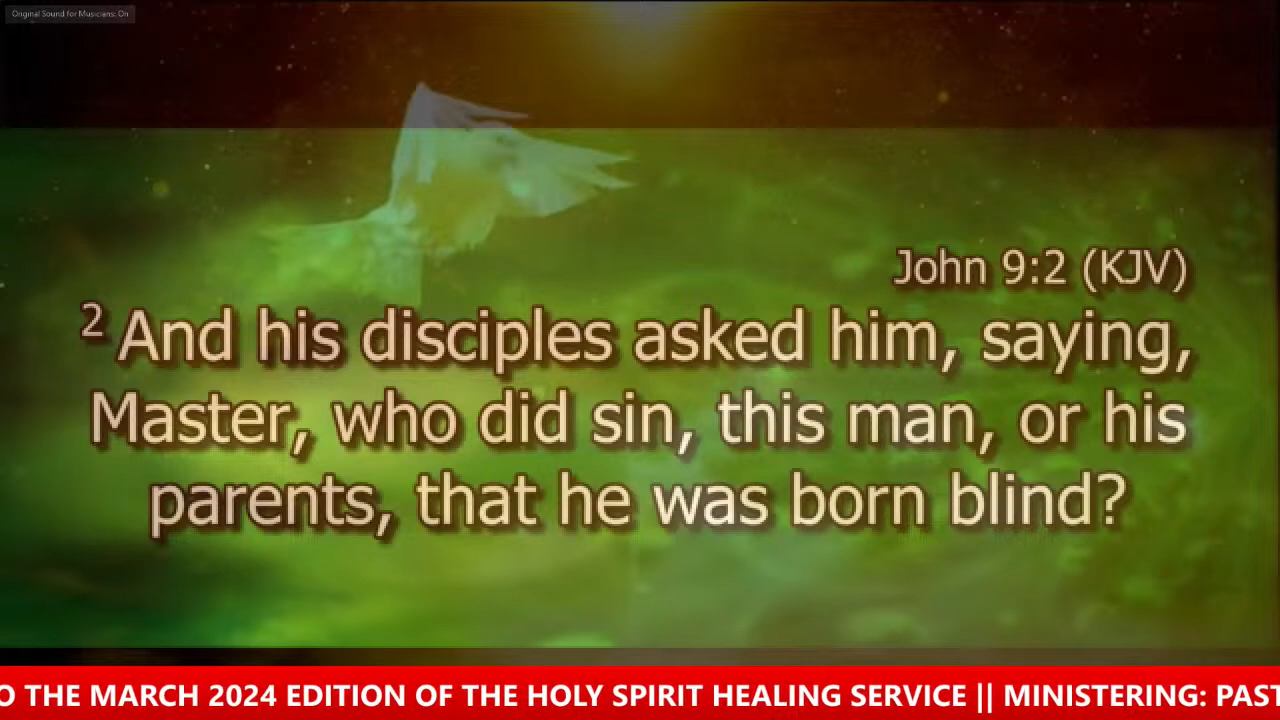 Original Sound for Musicians: On
John 9:2 (KJV)
2 And his disciples asked him, saying,
Master, who did sin, this man, or his
parents, that he was born blind?
O THE MARCH 2024 EDITION OF THE HOLY SPIRIT HEALING SERVICE || MINISTERING: PAST